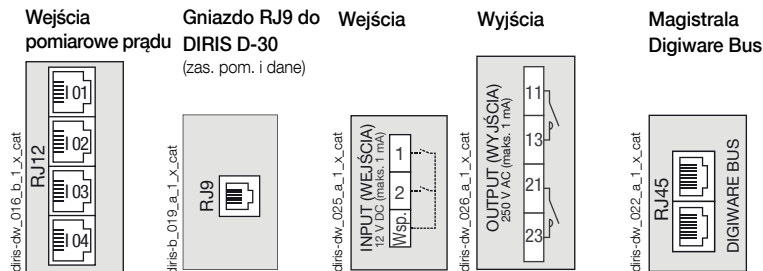 Wejścia
pomiarowe prądu
diris-dw_016_b_1_x_cat
RJ12
I 01
I 02
I 03
I 04
Gniazdo RJ9 do
DIRIS D-30
(zas. pom. i dane)
diris-b_019_a_1_x_cat
RJ9
Wejścia
diris-dw_025_a_1_x_cat
INPUT (WEJŚCIA)
12 V DC (maks. 1 mA)
1
2
Wsp.
Wyjścia
diris-dw_026_a_1_x_cat
OUTPUT (WYJŚCIA)
250 V AC (maks. 1 mA)
11
13
21
23
Magistrala
Digiware Bus
diris-dw_022_a_1_x_cat
RJ45
DIGIWARE BUS